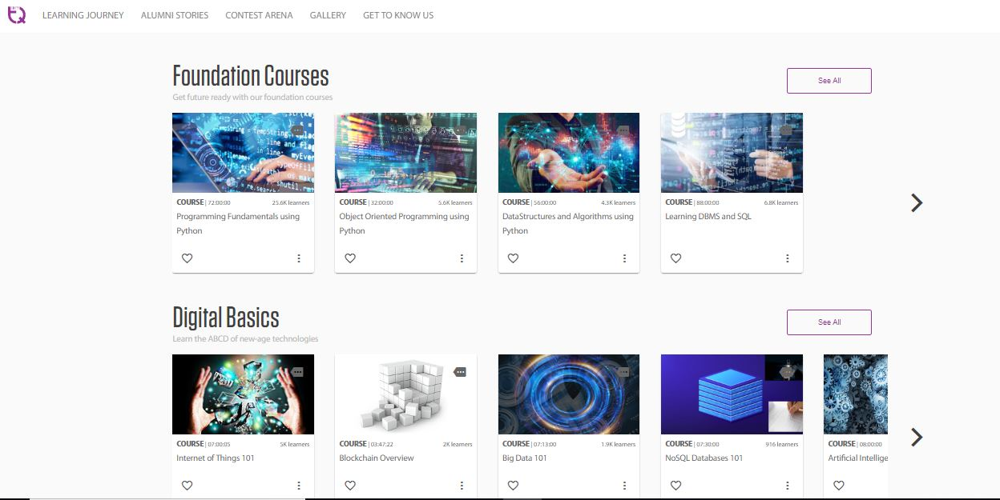 LEARNING JOURNEY
ALUMNI STORIES
CONTEST ARENA
GALLERY
GET TO KNOW US
Foundation Courses
See All
Get future ready with our foundation courses
COURSE | 72:00:00 25.6K learners
Programming Fundamentals using
Python
COURSE | 32:00:00 5.6K learners
Object Oriented Programming using
Python
COURSE | 56:00:00 4.3K learners
DataStructures and Algorithms using
Python
COURSE | 88:00:00 6.8K learners
Learning DBMS and SQL
Digital Basics
See All
Learn the ABCD of new-age technologies
COURSE | 07:00:05 5K learners
Internet of Things 101
COURSE | 03:47:22 2K learners
Blockchain Overview
COURSE | 07:13:00 1.9K learners
Big Data 101
COURSE | 07:30:00 916 learners
NoSQL Databases 101
COURSE | 08:00:00
Artificial Intellige